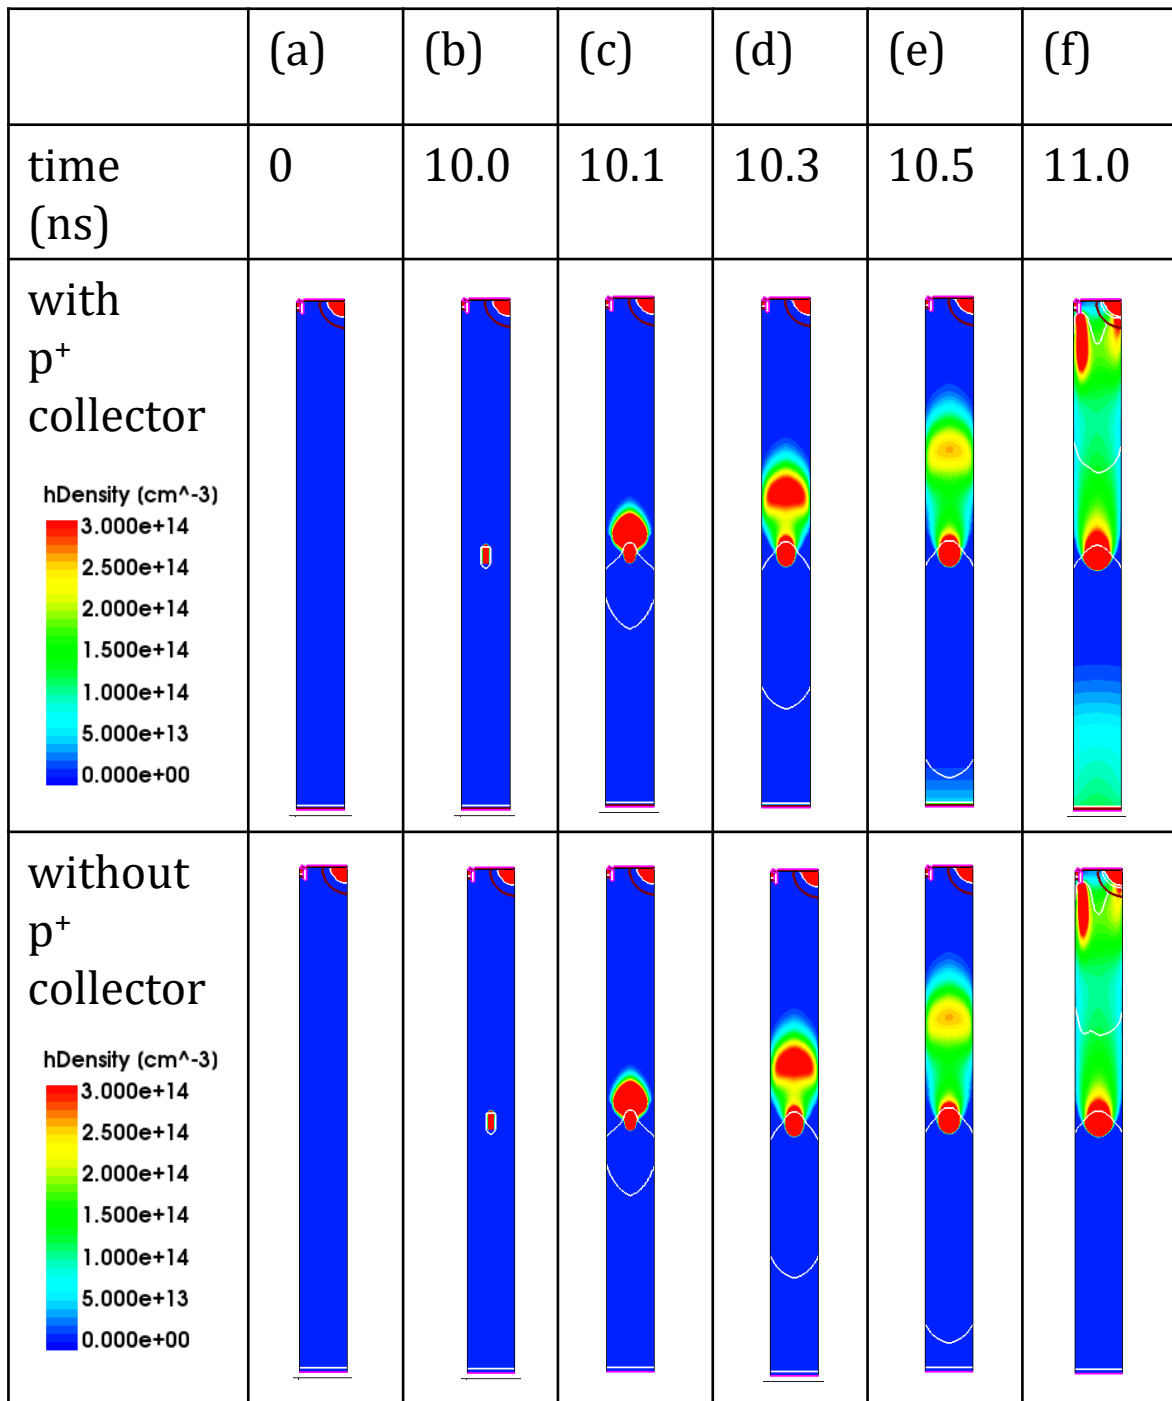 (a) (b) (c) (d) (e) (f)
time (ns) 0 10.0 10.1 10.3 10.5 11.0
with
p⁺
collector
hDensity (cm^-3)
3.000e+14
2.500e+14
2.000e+14
1.500e+14
1.000e+14
5.000e+13
0.000e+00
without
p⁺
collector
hDensity (cm^-3)
3.000e+14
2.500e+14
2.000e+14
1.500e+14
1.000e+14
5.000e+13
0.000e+00